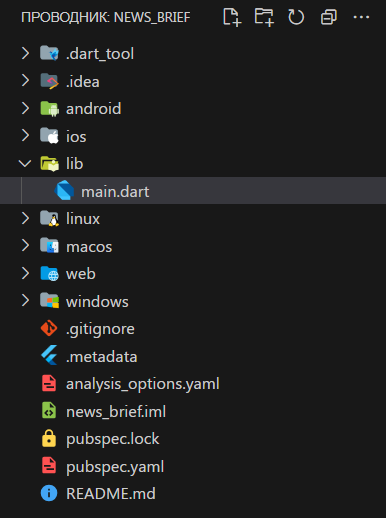 ПРОВОДНИК: NEWS_BRIEF
.dart_tool
.idea
android
ios
lib
main.dart
linux
macos
web
windows
.gitignore
.metadata
analysis_options.yaml
news_brief.iml
pubspec.lock
pubspec.yaml
README.md